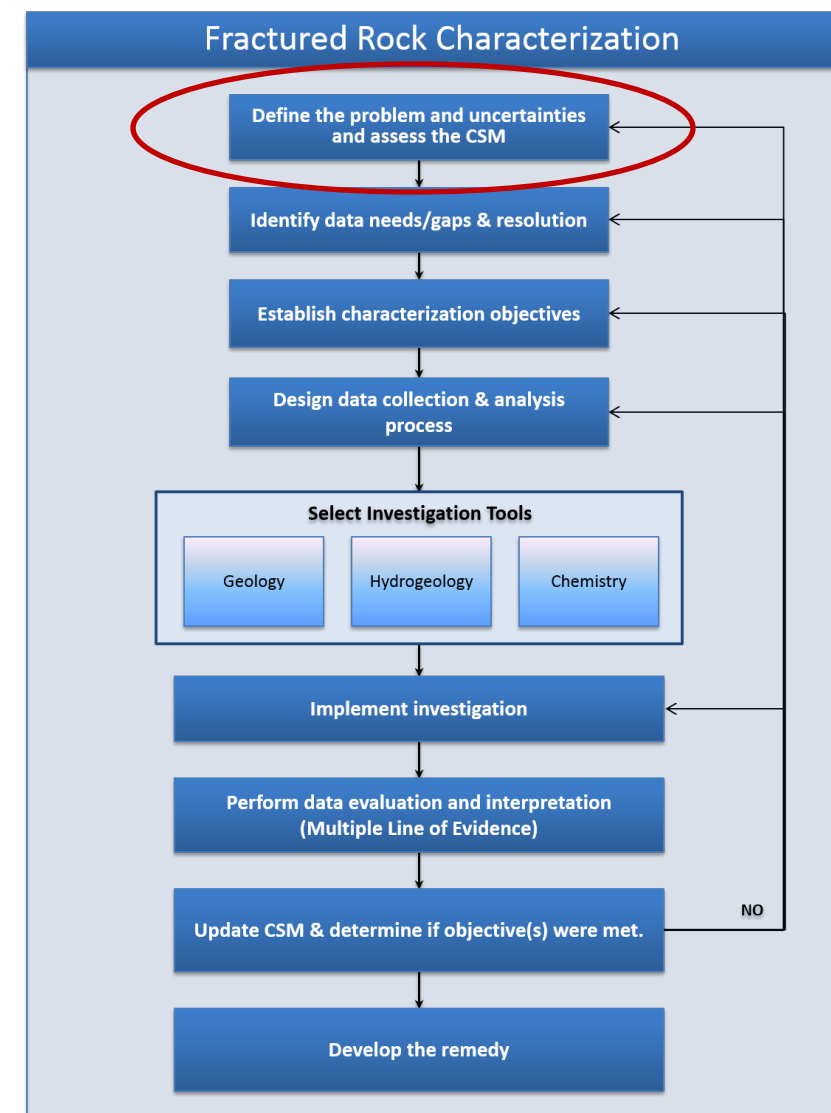 Fractured Rock Characterization
Define the problem and uncertainties
and assess the CSM
Identify data needs/gaps & resolution
Establish characterization objectives
Design data collection & analysis
process
Select Investigation Tools
Geology
Hydrogeology
Chemistry
Implement investigation
Perform data evaluation and interpretation
(Multiple Line of Evidence)
NO
Update CSM & determine if objective(s) were met.
Develop the remedy